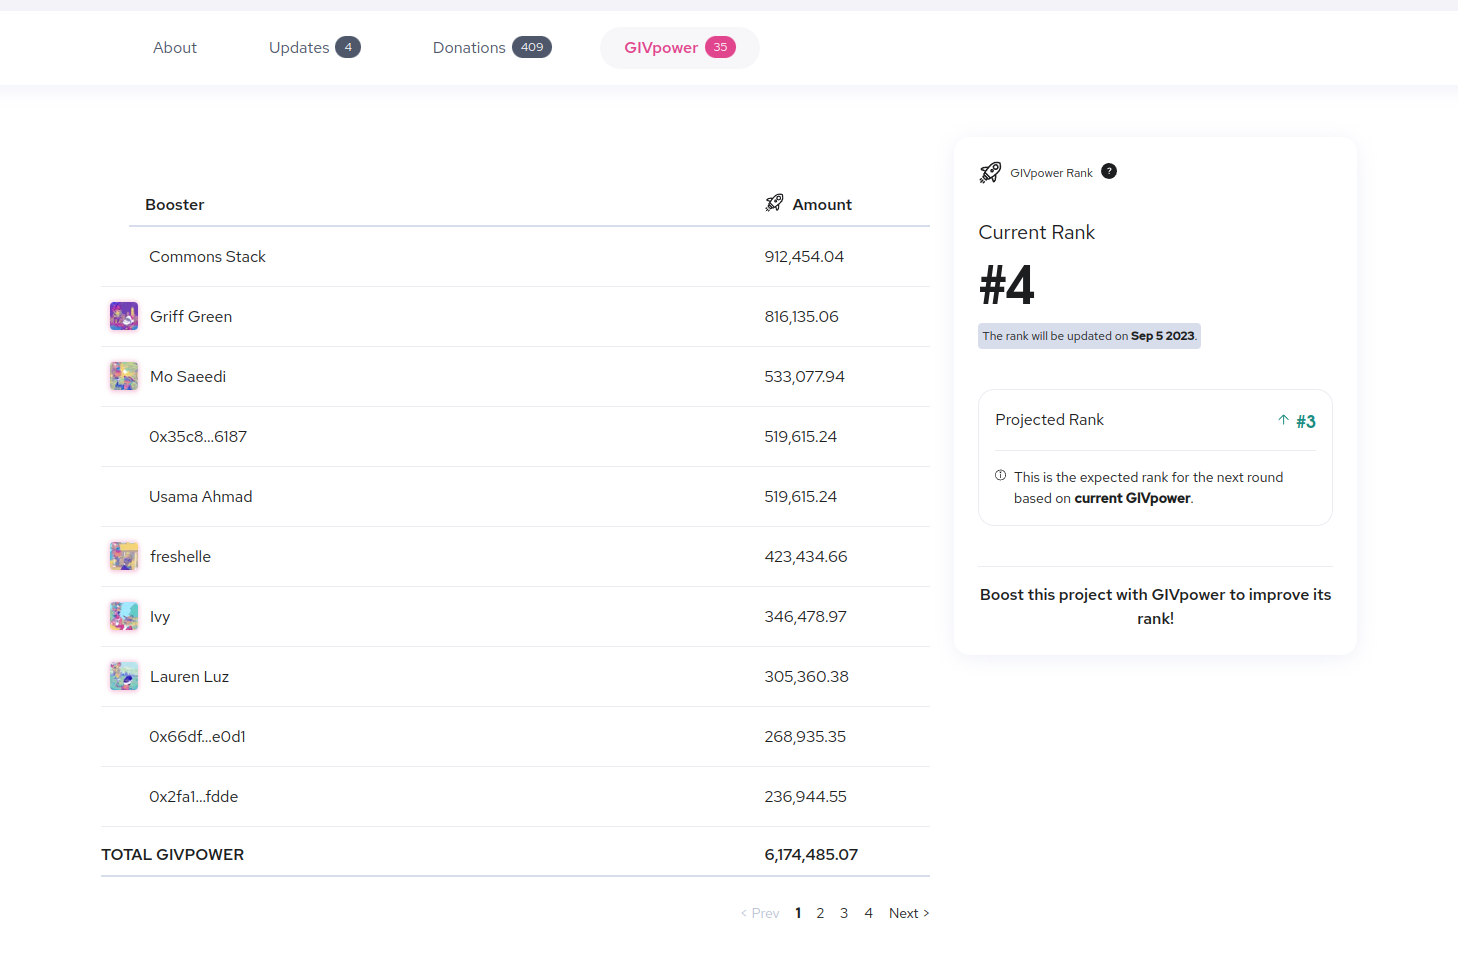 About Updates 4 Donations 409 GIVpower 35
Booster Amount
Commons Stack 912,454.04
Griff Green 816,135.06
Mo Saeedi 533,077.94
0x35c8...6187 519,615.24
Usama Ahmad 519,615.24
freshelle 423,434.66
Ivy 346,478.97
Lauren Luz 305,360.38
0x66df...e0d1 268,935.35
0x2fa1...fdde 236,944.55
TOTAL GIVPOWER 6,174,485.07
< Prev 1 2 3 4 Next >
GIVpower Rank ?
Current Rank
#4
The rank will be updated on Sep 5 2023.
Projected Rank ↑ #3
This is the expected rank for the next round
based on current GIVpower.
Boost this project with GIVpower to improve its
rank!